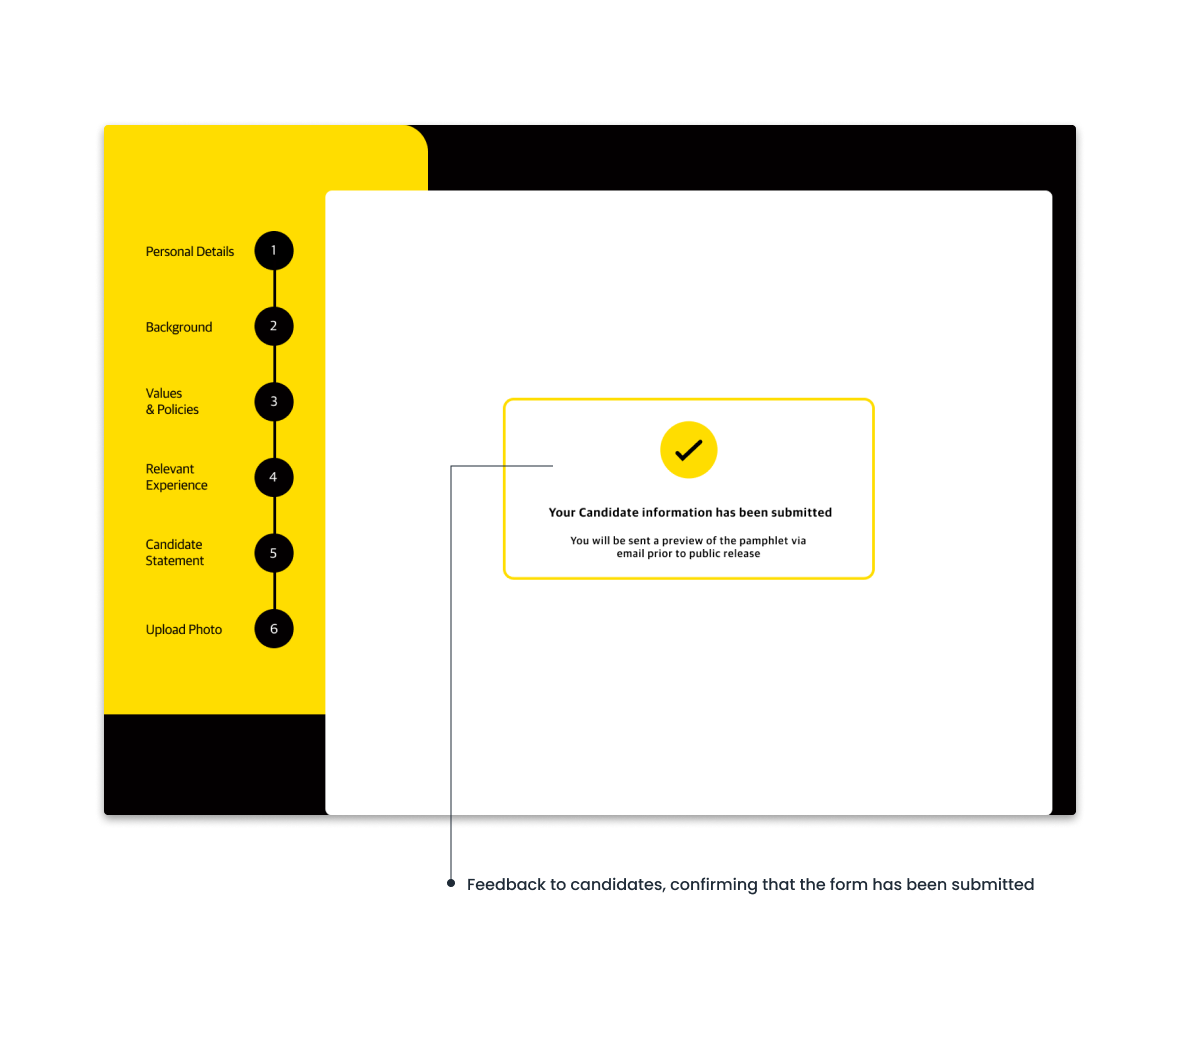 Personal Details 1
Background 2
Values
& Policies 3
Relevant
Experience 4
Candidate
Statement 5
Upload Photo 6
Your Candidate information has been submitted
You will be sent a preview of the pamphlet via
email prior to public release
Feedback to candidates, confirming that the form has been submitted